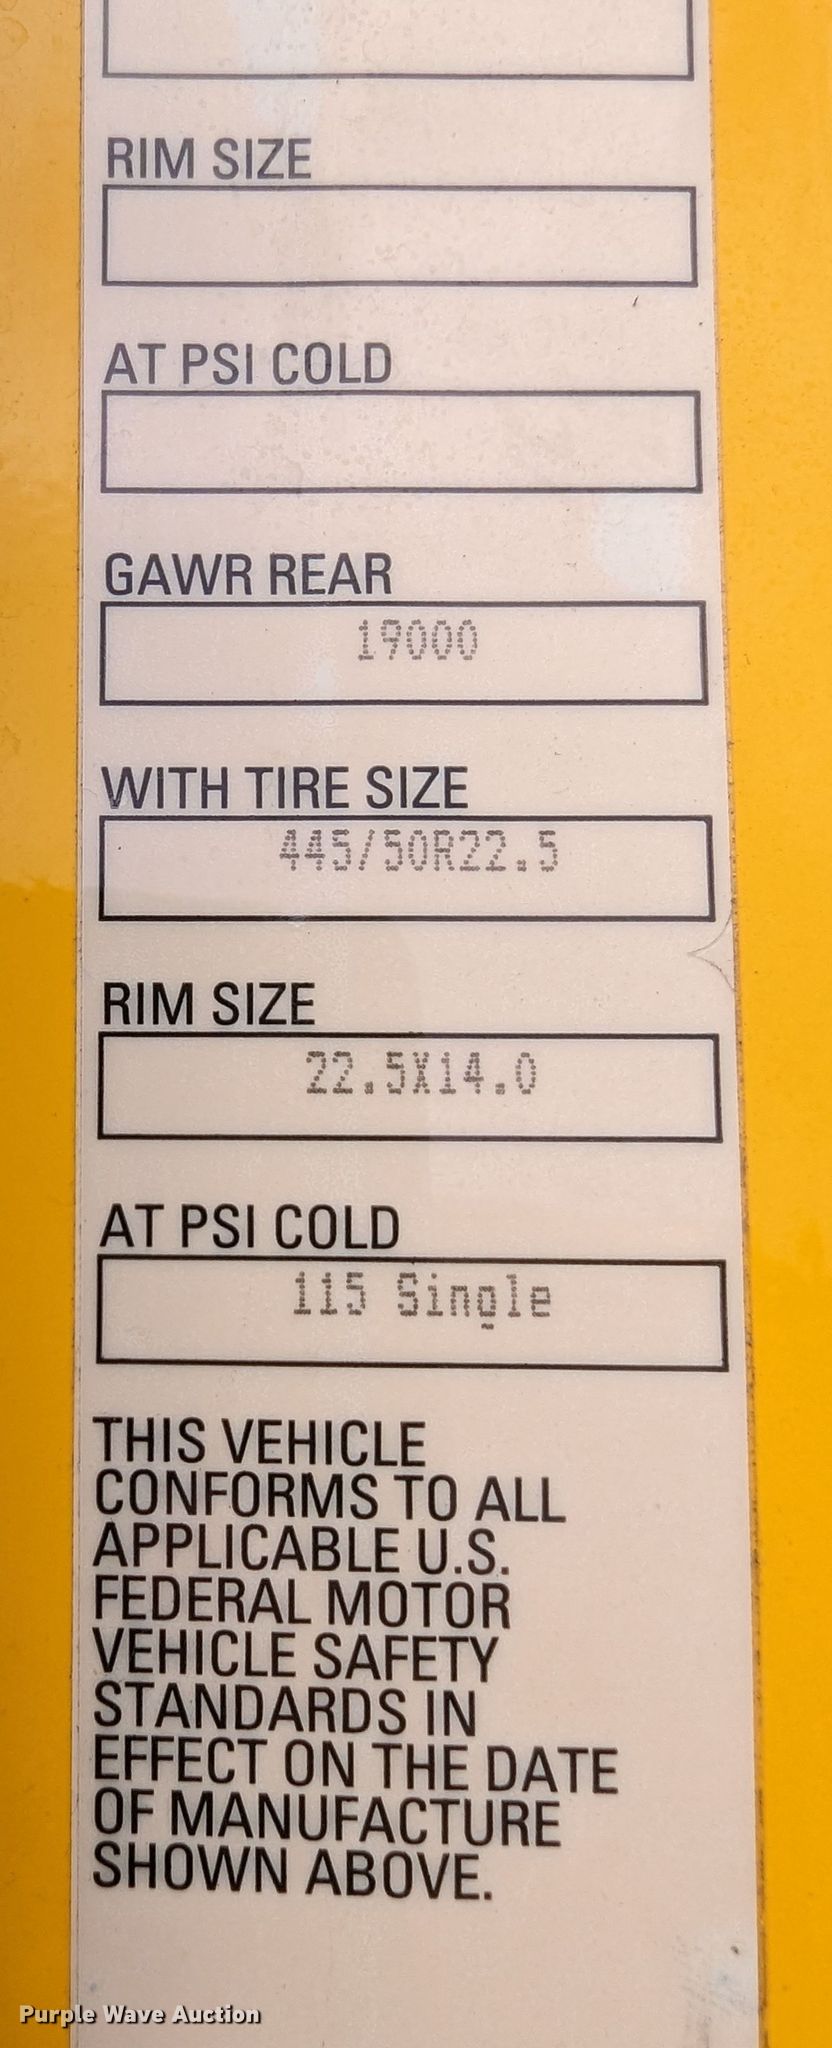 RIM SIZE
AT PSI COLD
GAWR REAR
19000
WITH TIRE SIZE
445/50R22.5
RIM SIZE
22.5X14.0
AT PSI COLD
115 Single
THIS VEHICLE
CONFORMS TO ALL
APPLICABLE U.S.
FEDERAL MOTOR
VEHICLE SAFETY
STANDARDS IN
EFFECT ON THE DATE
OF MANUFACTURE
SHOWN ABOVE.
Purple Wave Auction